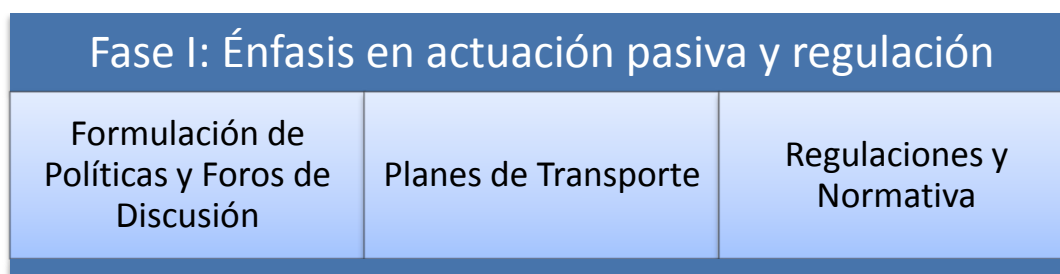 Fase I: Énfasis en actuación pasiva y regulación
Formulación de
Políticas y Foros de
Discusión
Planes de Transporte
Regulaciones y
Normativa